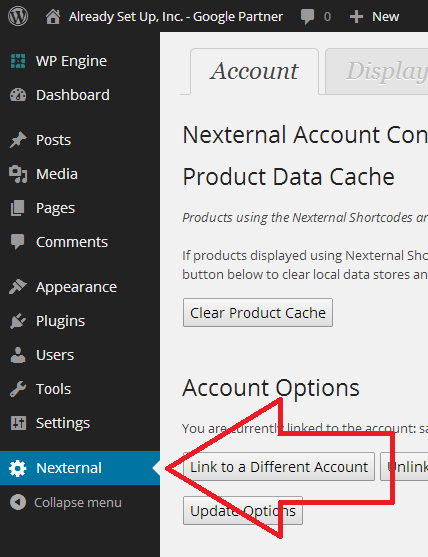 Already Set Up, Inc. - Google Partner 0 New
WP Engine
Dashboard
Posts
Media
Pages
Comments
Appearance
Plugins
Users
Tools
Settings
Nexternal
Collapse menu
Account Display
Nexternal Account Con
Product Data Cache
Products using the Nexternal Shortcodes ar
If products displayed using Nexternal Sho
button below to clear local data stores an
Clear Product Cache
Account Options
You are currently linked to the account: sa
Link to a Different Account Unlink
Update Options